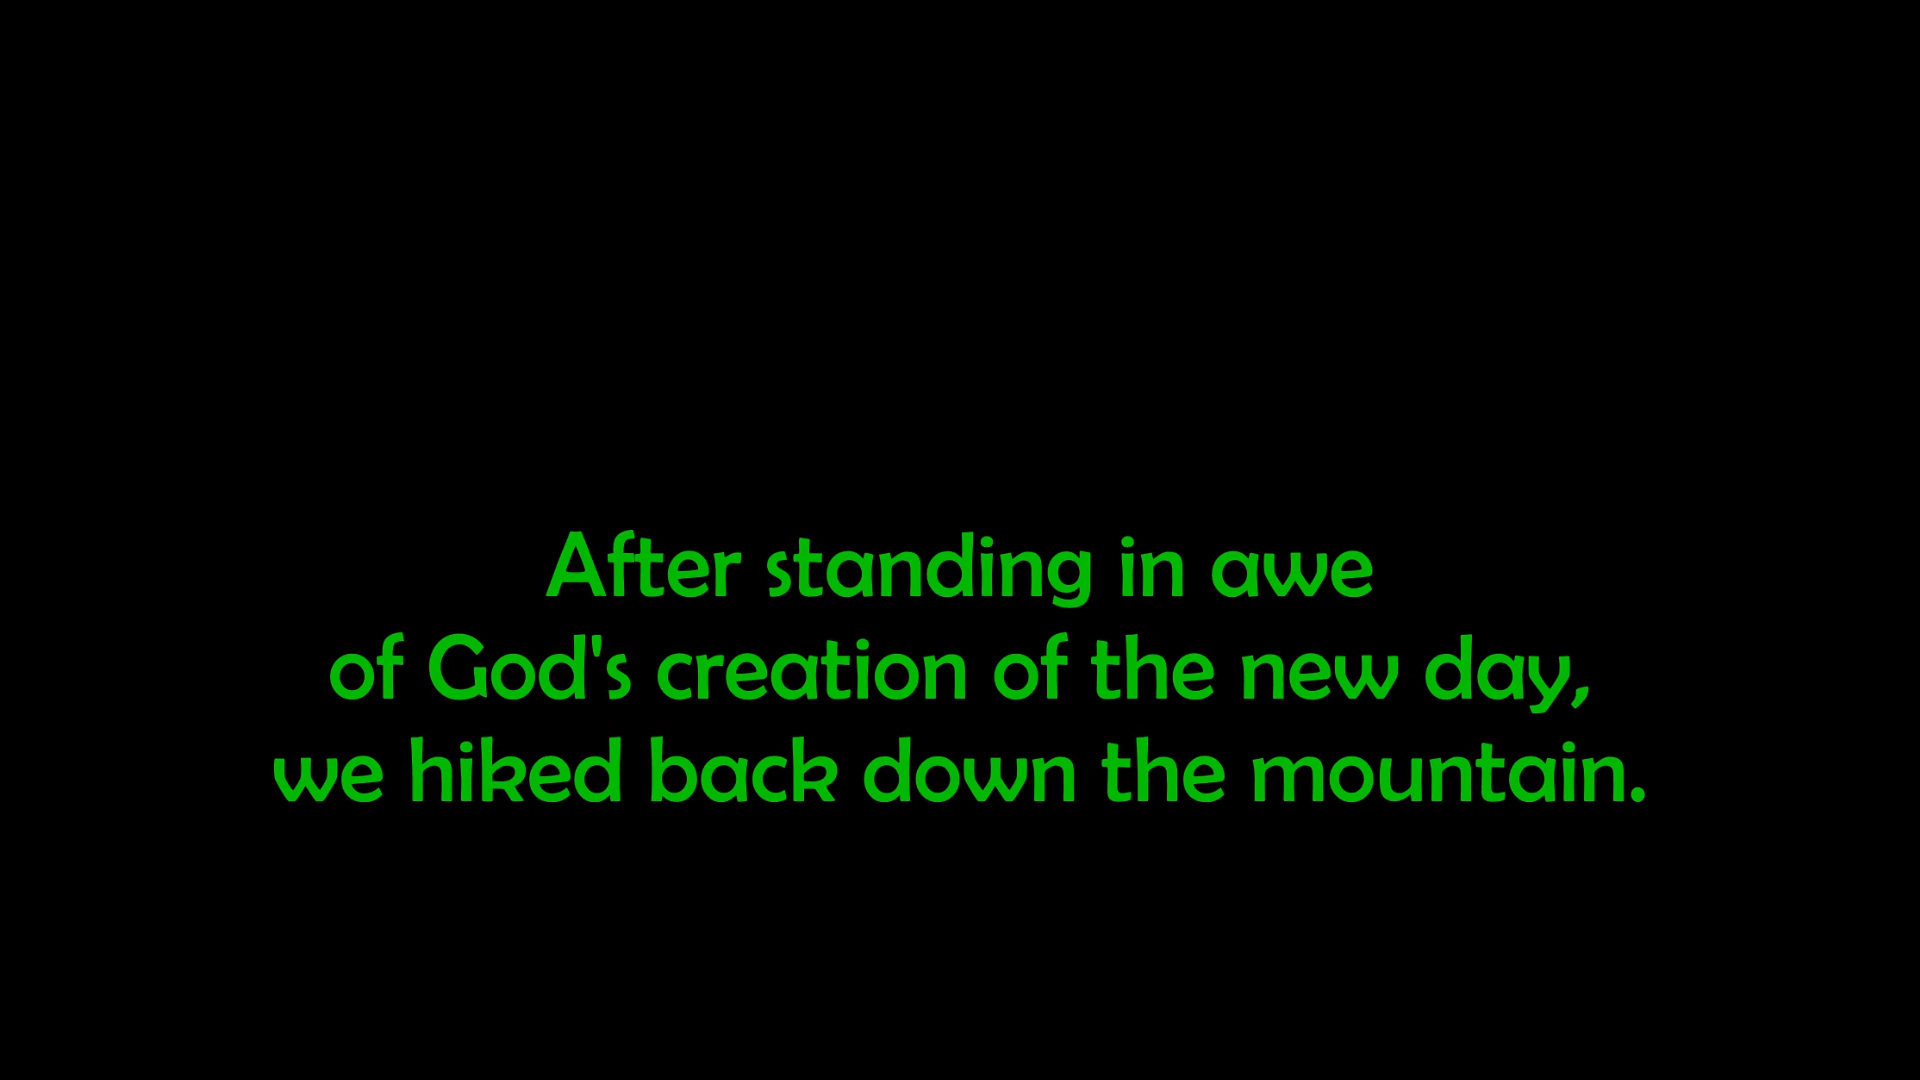 After standing in awe
of God's creation of the new day,
we hiked back down the mountain.